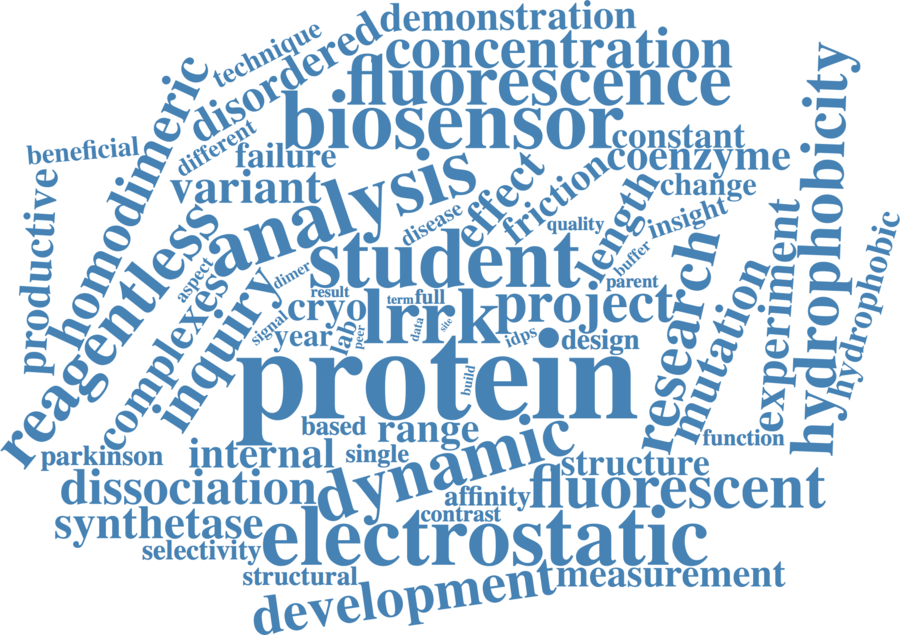 demonstration
technique
disordered
concentration
fluorescence
homodimeric
biosensor
different
constant
hydrophobicity
beneficial
failure
coenzyme
variant
analysis
effect
friction
length
change
productive
reagentless
disease
quality
insight
student
buffer
research
experiment
hydrophobic
aspect
dimer
parent
complexes
inquiry
result
term
full
cryo
lrrk
project
mutation
signal
year
lab
peer
data
site
idps
design
protein
build
based
range
function
parkinson
internal
single
dynamic
structure
dissociation
affinity
fluorescent
synthetase
contrast
electrostatic
selectivity
structural
development
measurement